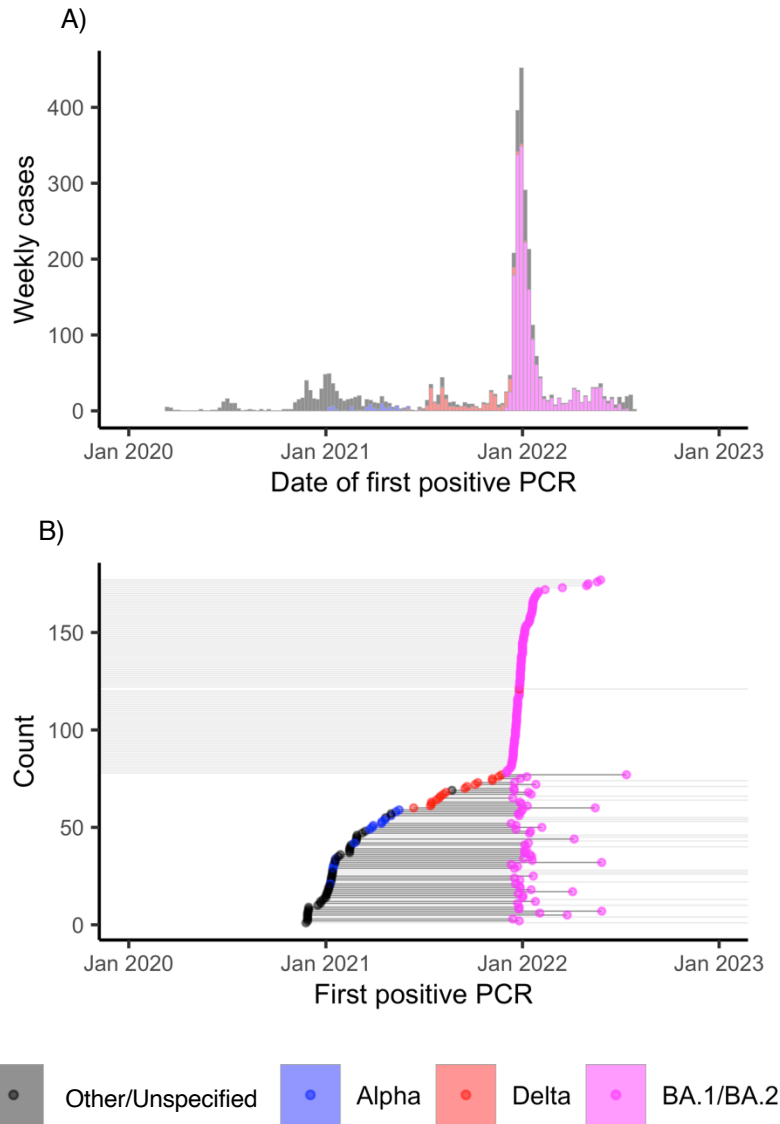 A)
Weekly cases
400
300
200
100
0
Jan 2020 Jan 2021 Jan 2022 Jan 2023
Date of first positive PCR
B)
Count
150
100
50
0
Jan 2020 Jan 2021 Jan 2022 Jan 2023
First positive PCR
Other/Unspecified Alpha Delta BA.1/BA.2